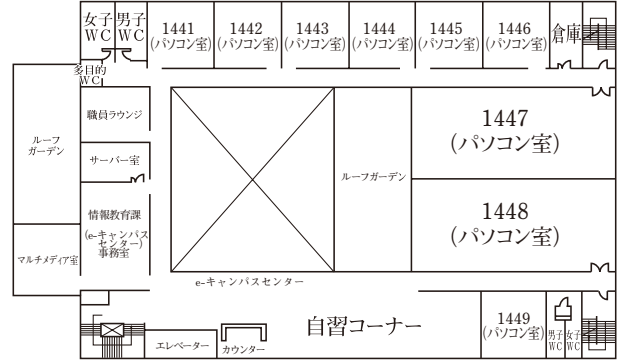 女子
WC
男子
WC
1441
(パソコン室)
1442
(パソコン室)
1443
(パソコン室)
1444
(パソコン室)
1445
(パソコン室)
1446
(パソコン室)
倉庫
多目的
WC
職員ラウンジ
サーバー室
ルーフ
ガーデン
マルチメディア室
情報教育課
(e-キャンパス
センター)
事務室
ルーフガーデン
1447
(パソコン室)
1448
(パソコン室)
e-キャンパスセンター
自習コーナー
エレベーター
カウンター
1449
(パソコン室)
男子
WC
女子
WC